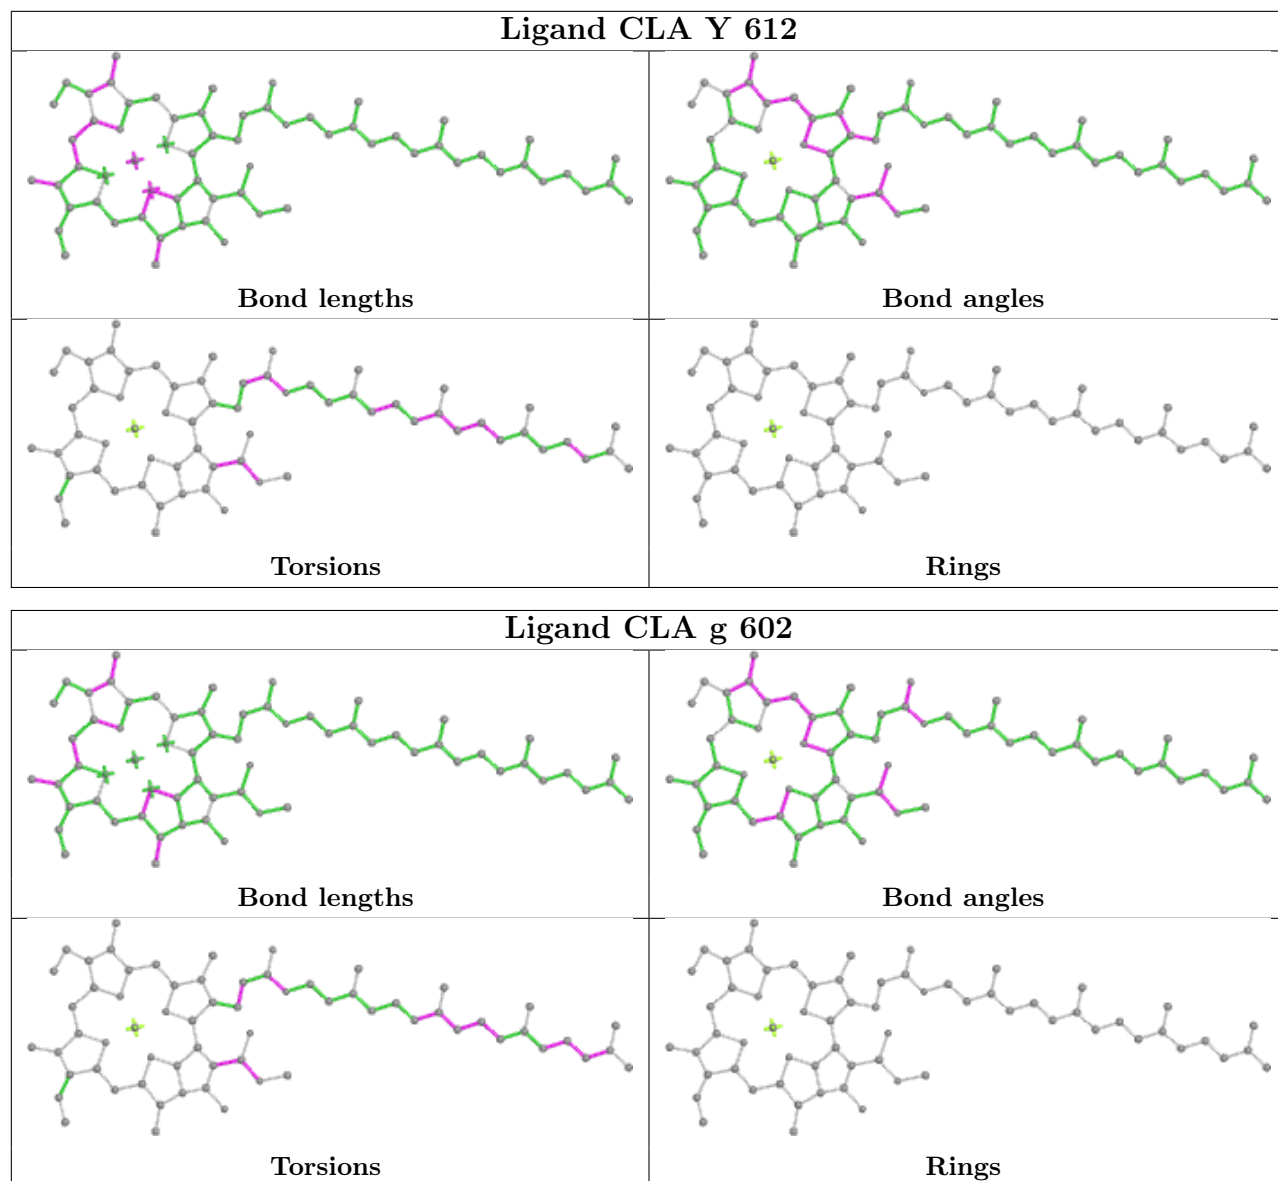 Ligand CLA Y 612
Bond lengths
Bond angles
Torsions
Rings
Ligand CLA g 602
Bond lengths
Bond angles
Torsions
Rings